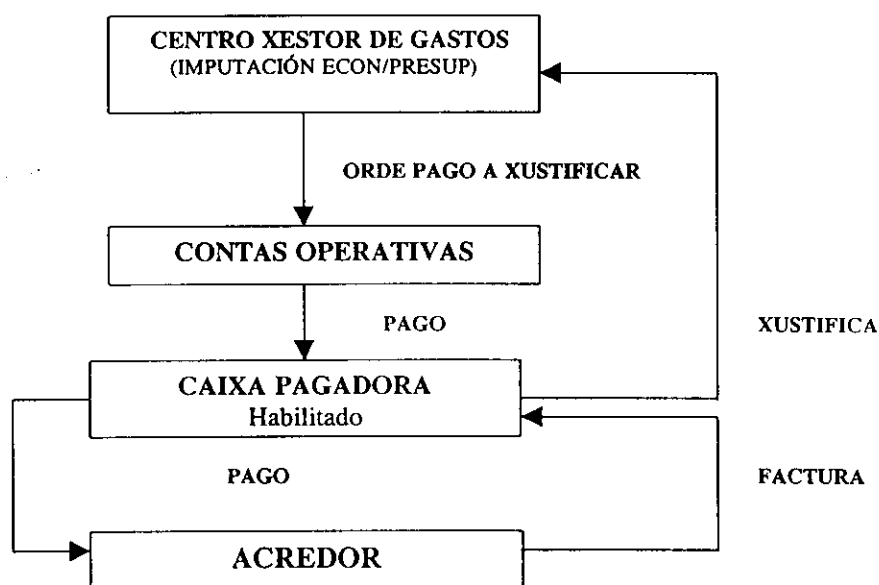 CENTRO XESTOR DE GASTOS
(IMPUTACIÓN ECON/PRESUP)
ORDE PAGO A XUSTIFICAR
CONTAS OPERATIVAS
PAGO
XUSTIFICA
CAIXA PAGADORA
Habilitado
PAGO
FACTURA
ACREDOR